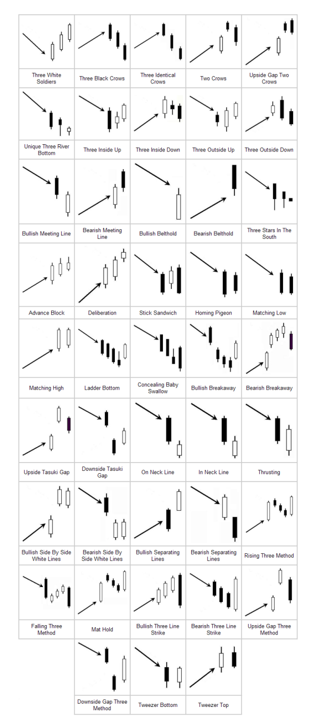 Three White
Soldiers
Three Black Crows
Three Identical
Crows
Two Crows
Upside Gap Two
Crows
Unique Three River
Bottom
Three Inside Up
Three Inside Down
Three Outside Up
Three Outside Down
Bullish Meeting Line
Bearish Meeting
Line
Bullish Belthold
Bearish Belthold
Three Stars In The
South
Advance Block
Deliberation
Stick Sandwich
Homing Pigeon
Matching Low
Matching High
Ladder Bottom
Concealing Baby
Swallow
Bullish Breakaway
Bearish Breakaway
Upside Tasuki Gap
Downside Tasuki
Gap
On Neck Line
In Neck Line
Thrusting
Bullish Side By Side
White Lines
Bearish Side By
Side White Lines
Bullish Separating
Lines
Bearish Separating
Lines
Rising Three Method
Falling Three
Method
Mat Hold
Bullish Three Line
Strike
Bearish Three Line
Strike
Upside Gap Three
Method
Downside Gap Three
Method
Tweezer Bottom
Tweezer Top